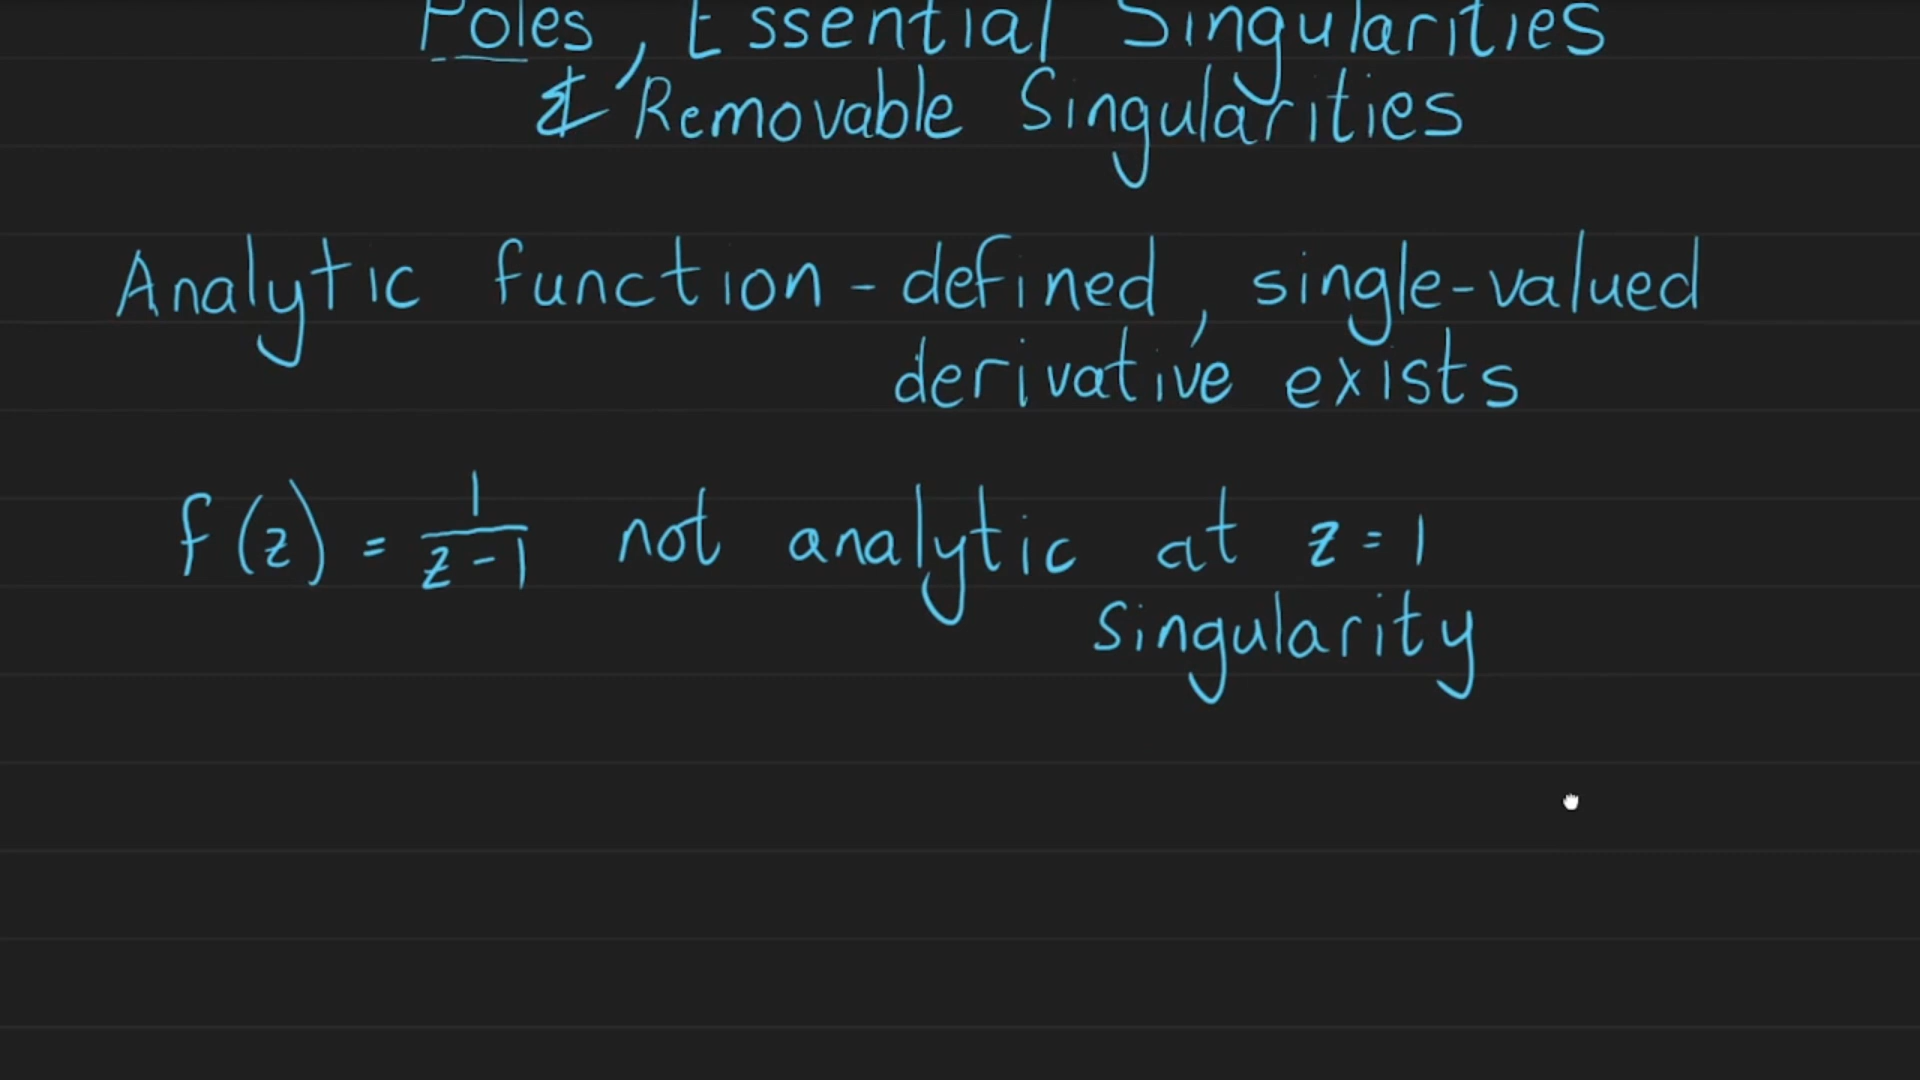 Poles, Essential Singularities
& Removable Singularities
Analytic function - defined, single-valued
derivative exists
f(z) = 1/(z-1) not analytic at z=1
singularity